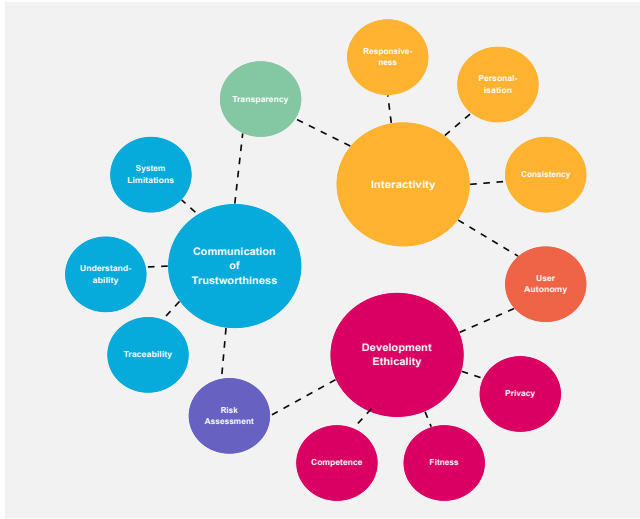 Responsive-
ness
Personal-
isation
Transparency
System
Limitations
Interactivity
Consistency
Communication
of
Trustworthiness
Understand-
ability
User
Autonomy
Traceability
Development
Ethicality
Risk
Assessment
Privacy
Competence
Fitness